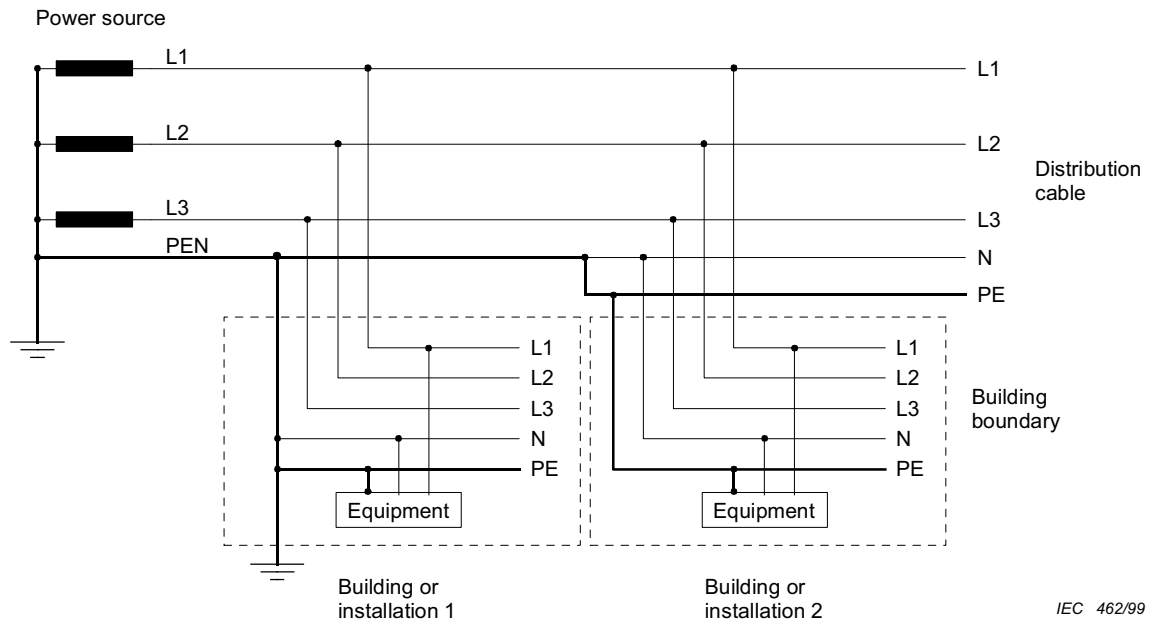 Power source
L1
L1
L2
L2
Distribution
cable
L3
L3
PEN
N
PE
L1
L2
L3
N
PE
Equipment
L1
L2
L3
N
PE
Equipment
Building
boundary
Building or
installation 1
Building or
installation 2
IEC 462/99